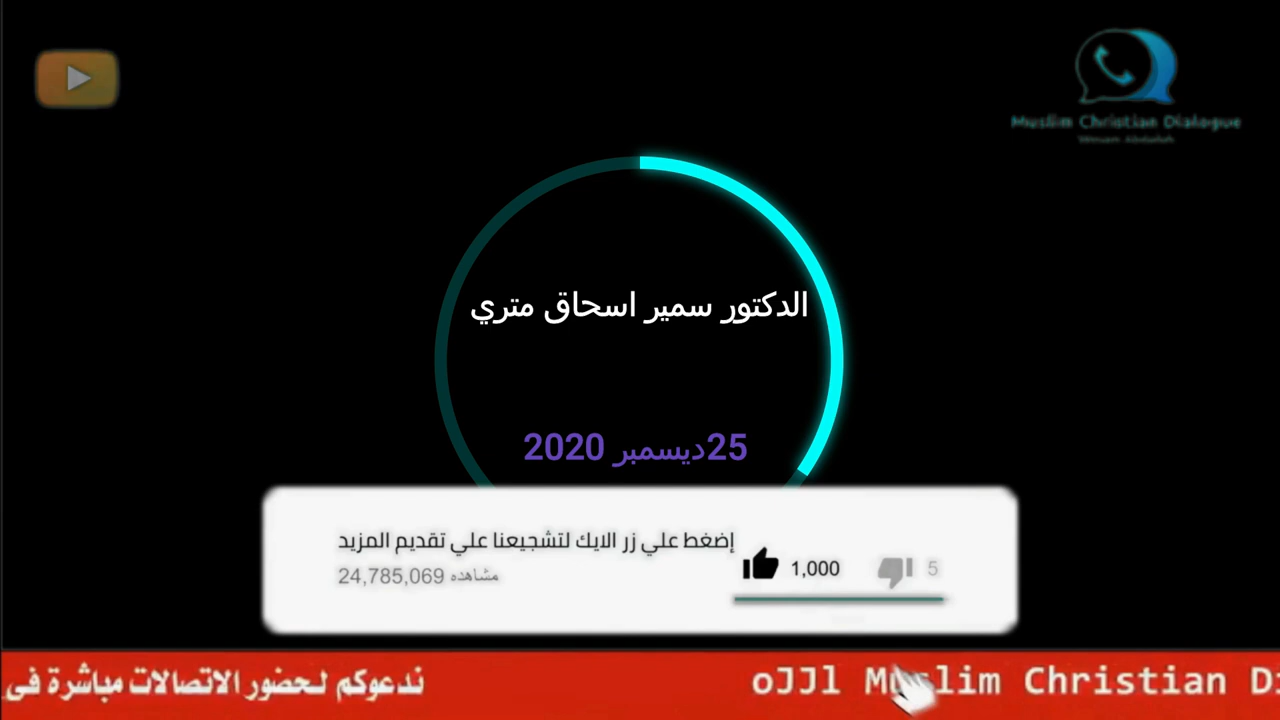 Muslim Christian Dialogue
الدكتور سمير اسحاق متري
25ديسمبر 2020
إضغط علي زر الايك لتشجيعنا علي تقديم المزيد
24,785,069 مشاهده
1,000
5
ندعوكم لحضور الاتصالات مباشرة فى
oJJl Muslim Christian Di